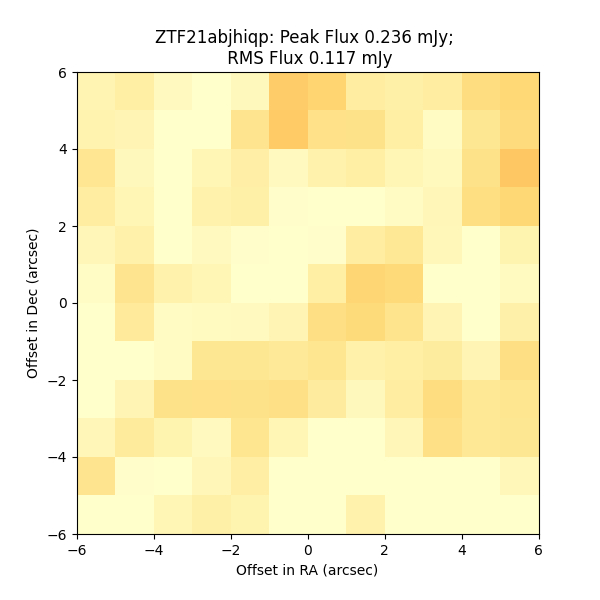 ZTF21abjhiqp: Peak Flux 0.236 mJy;
RMS Flux 0.117 mJy
6
4
2
0
−2
−4
−6
Offset in Dec (arcsec)
−6 −4 −2 0 2 4 6
Offset in RA (arcsec)